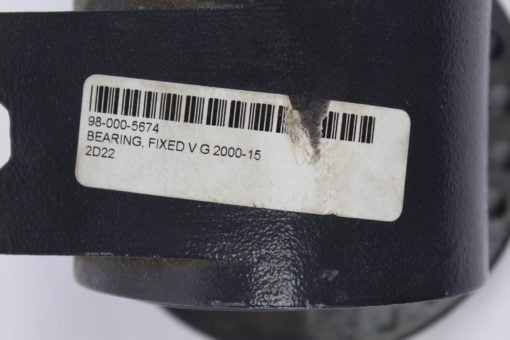 98-000-5674
BEARING, FIXED V G 2000-15
2D22